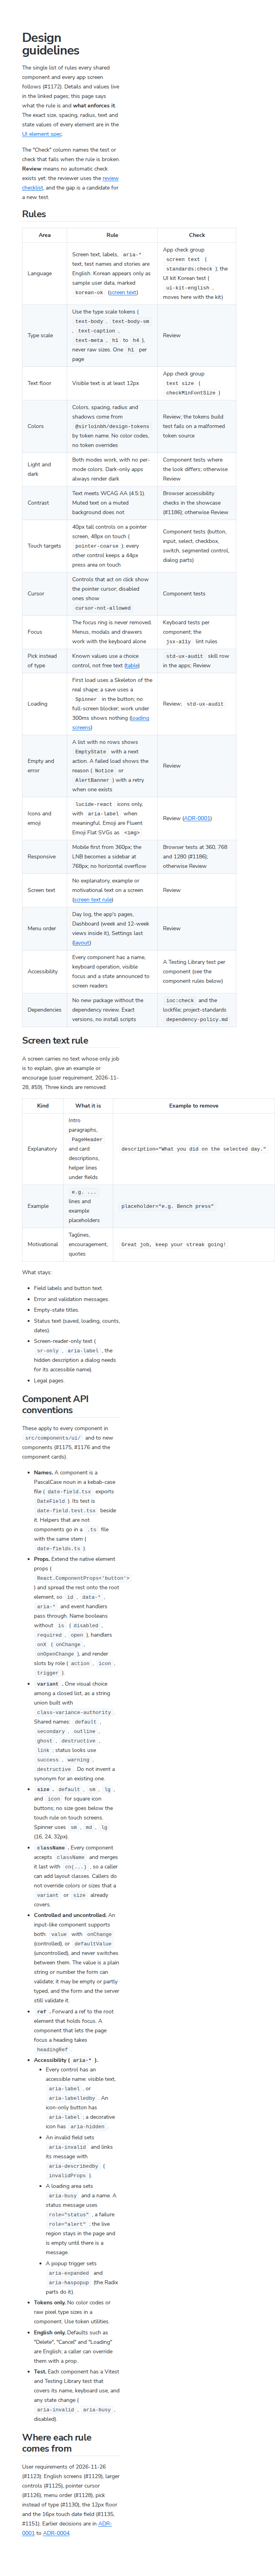 Design
guidelines
The single list of rules every shared
component and every app screen
follows (#1172). Details and values live
in the linked pages; this page says
what the rule is and what enforces it.
The exact size, spacing, radius, text and
state values of every element are in the
UI element spec.
The "Check" column names the test or
check that fails when the rule is broken.
Review means no automatic check
exists yet: the reviewer uses the review
checklist, and the gap is a candidate for
a new test.
Rules
Area Rule Check
Language
Screen text, labels, aria-*
text, test names and stories are
English. Korean appears only as
sample user data, marked
korean-ok (screen text)
App check group
screen text (
standards:check ); the
UI kit Korean test (
ui-kit-english ,
moves here with the kit)
Type scale
Use the type scale tokens (
text-body , text-body-sm
, text-caption ,
text-meta , h1 to h4 ),
never raw sizes. One h1 per
page
Review
Text floor
Visible text is at least 12px
App check group
text size (
checkMinFontSize )
Colors
Colors, spacing, radius and
shadows come from
@sirloinbh/design-tokens
by token name. No color codes,
no token overrides
Review; the tokens build
test fails on a malformed
token source
Light and
dark
Both modes work, with no per-
mode colors. Dark-only apps
always render dark
Component tests where
the look differs; otherwise
Review
Contrast
Text meets WCAG AA (4.5:1).
Muted text on a muted
background does not
Browser accessibility
checks in the showcase
(#1186); otherwise Review
Touch targets
40px tall controls on a pointer
screen, 48px on touch (
pointer-coarse ); every
other control keeps a 44px
press area on touch
Component tests (button,
input, select, checkbox,
switch, segmented control,
dialog parts)
Cursor
Controls that act on click show
the pointer cursor; disabled
ones show
cursor-not-allowed
Component tests
Focus
The focus ring is never removed.
Menus, modals and drawers
work with the keyboard alone
Keyboard tests per
component; the
jsx-a11y lint rules
Pick instead
of type
Known values use a choice
control, not free text (table)
std-ux-audit skill row
in the apps; Review
Loading
First load uses a Skeleton of the
real shape; a save uses a
Spinner in the button; no
full-screen blocker; work under
300ms shows nothing (loading
screens)
Review; std-ux-audit
Empty and
error
A list with no rows shows
EmptyState with a next
action. A failed load shows the
reason ( Notice or
AlertBanner ) with a retry
when one exists
Review
Icons and
emoji
lucide-react icons only,
with aria-label when
meaningful. Emoji are Fluent
Emoji Flat SVGs as <img>
Review (ADR-0001)
Responsive
Mobile first from 360px; the
LNB becomes a sidebar at
768px; no horizontal overflow
Browser tests at 360, 768
and 1280 (#1186);
otherwise Review
Screen text
No explanation, example or
motivational text on a screen
(screen text rule)
Review
Menu order
Day log, the app's pages,
Dashboard (week and 12-week
views inside it), Settings last
(layout)
Review
Accessibility
Every component has a name,
keyboard operation, visible
focus and a state announced to
screen readers
A Testing Library test per
component (see the
component rules below)
Dependencies
No new package without the
dependency review. Exact
versions, no install scripts
ioc:check and the
lockfile; project-standards
dependency-policy.md
Screen text rule
A screen carries no text whose only job
is to explain, give an example or
encourage (user requirement, 2026-11-
28, #59). Three kinds are removed:
Kind What it is Example to remove
Explanatory
Intro
paragraphs,
PageHeader
and card
descriptions,
helper lines
under fields
description="What you did on the selected day."
Example
e.g. ...
lines and
example
placeholders
placeholder="e.g. Bench press"
Motivational
Taglines,
encouragement,
quotes
Great job, keep your streak going!
What stays:
Field labels and button text.
Error and validation messages.
Empty-state titles.
Status text (saved, loading, counts,
dates).
Screen-reader-only text (
sr-only , aria-label , the
hidden description a dialog needs
for its accessible name).
Legal pages.
Component API
conventions
These apply to every component in
src/components/ui/ and to new
components (#1175, #1176 and the
component cards).
Names. A component is a
PascalCase noun in a kebab-case
file ( date-field.tsx exports
DateField ). Its test is
date-field.test.tsx beside
it. Helpers that are not
components go in a .ts file
with the same stem (
date-fields.ts ).
Props. Extend the native element
props (
React.ComponentProps<'button'>
) and spread the rest onto the root
element, so id , data-* ,
aria-* and event handlers
pass through. Name booleans
without is ( disabled ,
required , open ), handlers
onX ( onChange ,
onOpenChange ), and render
slots by role ( action , icon ,
trigger ).
variant . One visual choice
among a closed list, as a string
union built with
class-variance-authority .
Shared names: default ,
secondary , outline ,
ghost , destructive ,
link ; status looks use
success , warning ,
destructive . Do not invent a
synonym for an existing one.
size . default , sm , lg ,
and icon for square icon
buttons; no size goes below the
touch rule on touch screens.
Spinner uses sm , md , lg
(16, 24, 32px).
className . Every component
accepts className and merges
it last with cn(...) , so a caller
can add layout classes. Callers do
not override colors or sizes that a
variant or size already
covers.
Controlled and uncontrolled. An
input-like component supports
both: value with onChange
(controlled), or defaultValue
(uncontrolled), and never switches
between them. The value is a plain
string or number the form can
validate; it may be empty or partly
typed, and the form and the server
still validate it.
ref . Forward a ref to the root
element that holds focus. A
component that lets the page
focus a heading takes
headingRef .
Accessibility ( aria-* ).
Every control has an
accessible name: visible text,
aria-label , or
aria-labelledby . An
icon-only button has
aria-label ; a decorative
icon has aria-hidden .
An invalid field sets
aria-invalid and links
its message with
aria-describedby (
invalidProps ).
A loading area sets
aria-busy and a name. A
status message uses
role="status" , a failure
role="alert" ; the live
region stays in the page and
is empty until there is a
message.
A popup trigger sets
aria-expanded and
aria-haspopup (the Radix
parts do it).
Tokens only. No color codes or
raw pixel type sizes in a
component. Use token utilities.
English only. Defaults such as
"Delete", "Cancel" and "Loading"
are English; a caller can override
them with a prop.
Test. Each component has a Vitest
and Testing Library test that
covers its name, keyboard use, and
any state change (
aria-invalid , aria-busy ,
disabled).
Where each rule
comes from
User requirements of 2026-11-26
(#1123): English screens (#1129), larger
controls (#1125), pointer cursor
(#1126), menu order (#1128), pick
instead of type (#1130), the 12px floor
and the 16px touch date field (#1135,
#1151). Earlier decisions are in ADR-
0001 to ADR-0004.